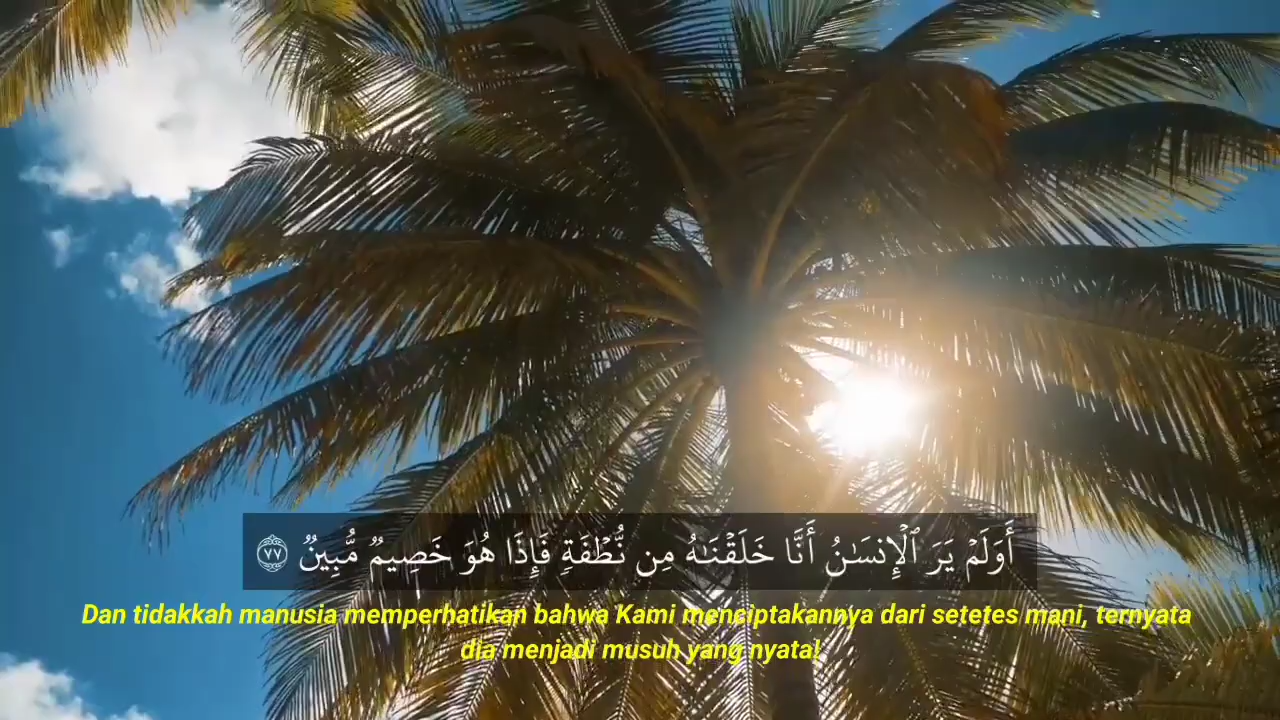 أَوَلَمۡ يَرَ ٱلۡإِنسَـٰنُ أَنَّا خَلَقۡنَـٰهُ مِن نُّطۡفَةࣲ فَإِذَا هُوَ خَصِيمࣱ مُّبِينࣱ ٧٧
Dan tidakkah manusia memperhatikan bahwa Kami menciptakannya dari setetes mani, ternyata
dia menjadi musuh yang nyata!